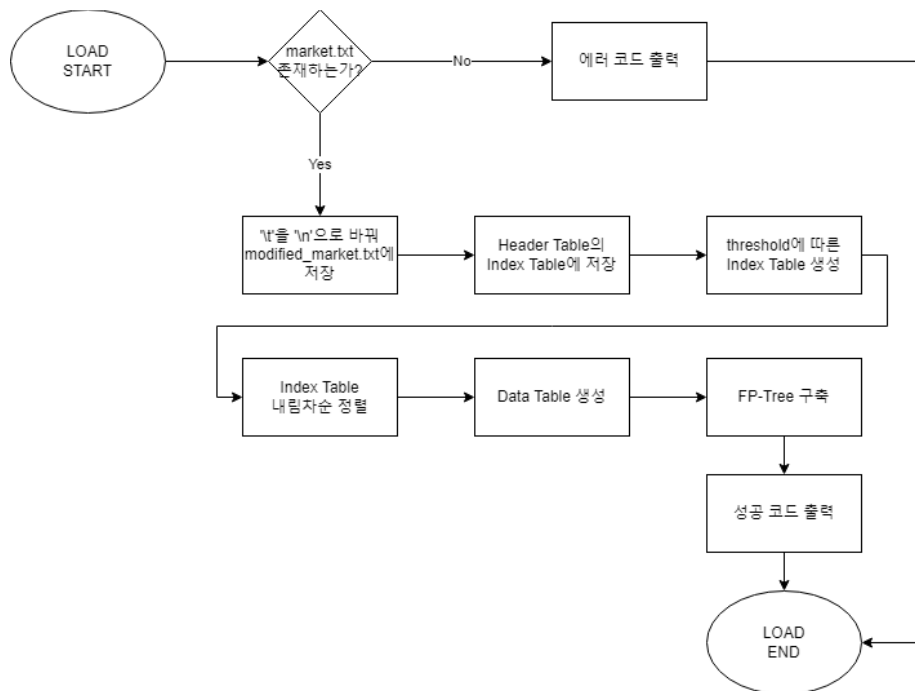 LOAD
START
market.txt
존재하는가?
No
에러 코드 출력
Yes
'\t'을 '\n'으로 바꿔
modified_market.txt에
저장
Header Table의
Index Table에 저장
threshold에 따른
Index Table 생성
Index Table
내림차순 정렬
Data Table 생성
FP-Tree 구축
성공 코드 출력
LOAD
END